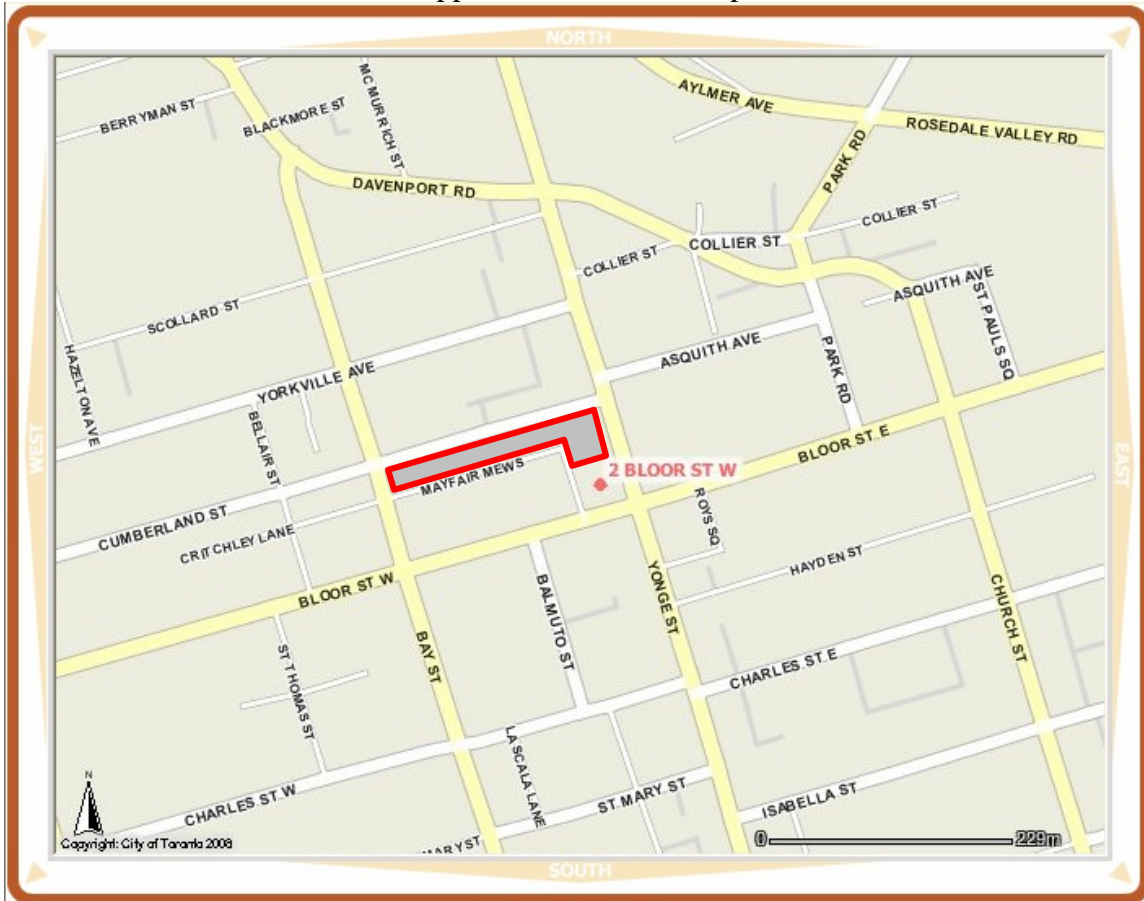 NORTH
AYLMER AVE
ROSEDALE VALLEY RD
BERRYMAN ST
BLACKMORE ST
MCMURRICH ST
PARK RD
DAVENPORT RD
COLLIER ST
COLLIER ST
COLLIER ST
ASQUITH AVE
ST. PAULS SQ
SCOLLARD ST
HAZELTON AVE
YORKVILLE AVE
ASQUITH AVE
PARK RD
BELLAIR ST
BLOOR ST E
WEST
EAST
MAYFAIR MEWS
2 BLOOR ST W
CUMBERLAND ST
CRITCHLEY LANE
ROYS SQ
HAYDEN ST
BLOOR ST W
BALMUTO ST
YONGE ST
CHURCH ST
BAY ST
ST THOMAS ST
CHARLES ST E
LA SCALA LANE
CHARLES ST W
ST MARY ST
ISABELLA ST
N
MARY ST
0 229m
Copyright: City of Toronto 2008
SOUTH